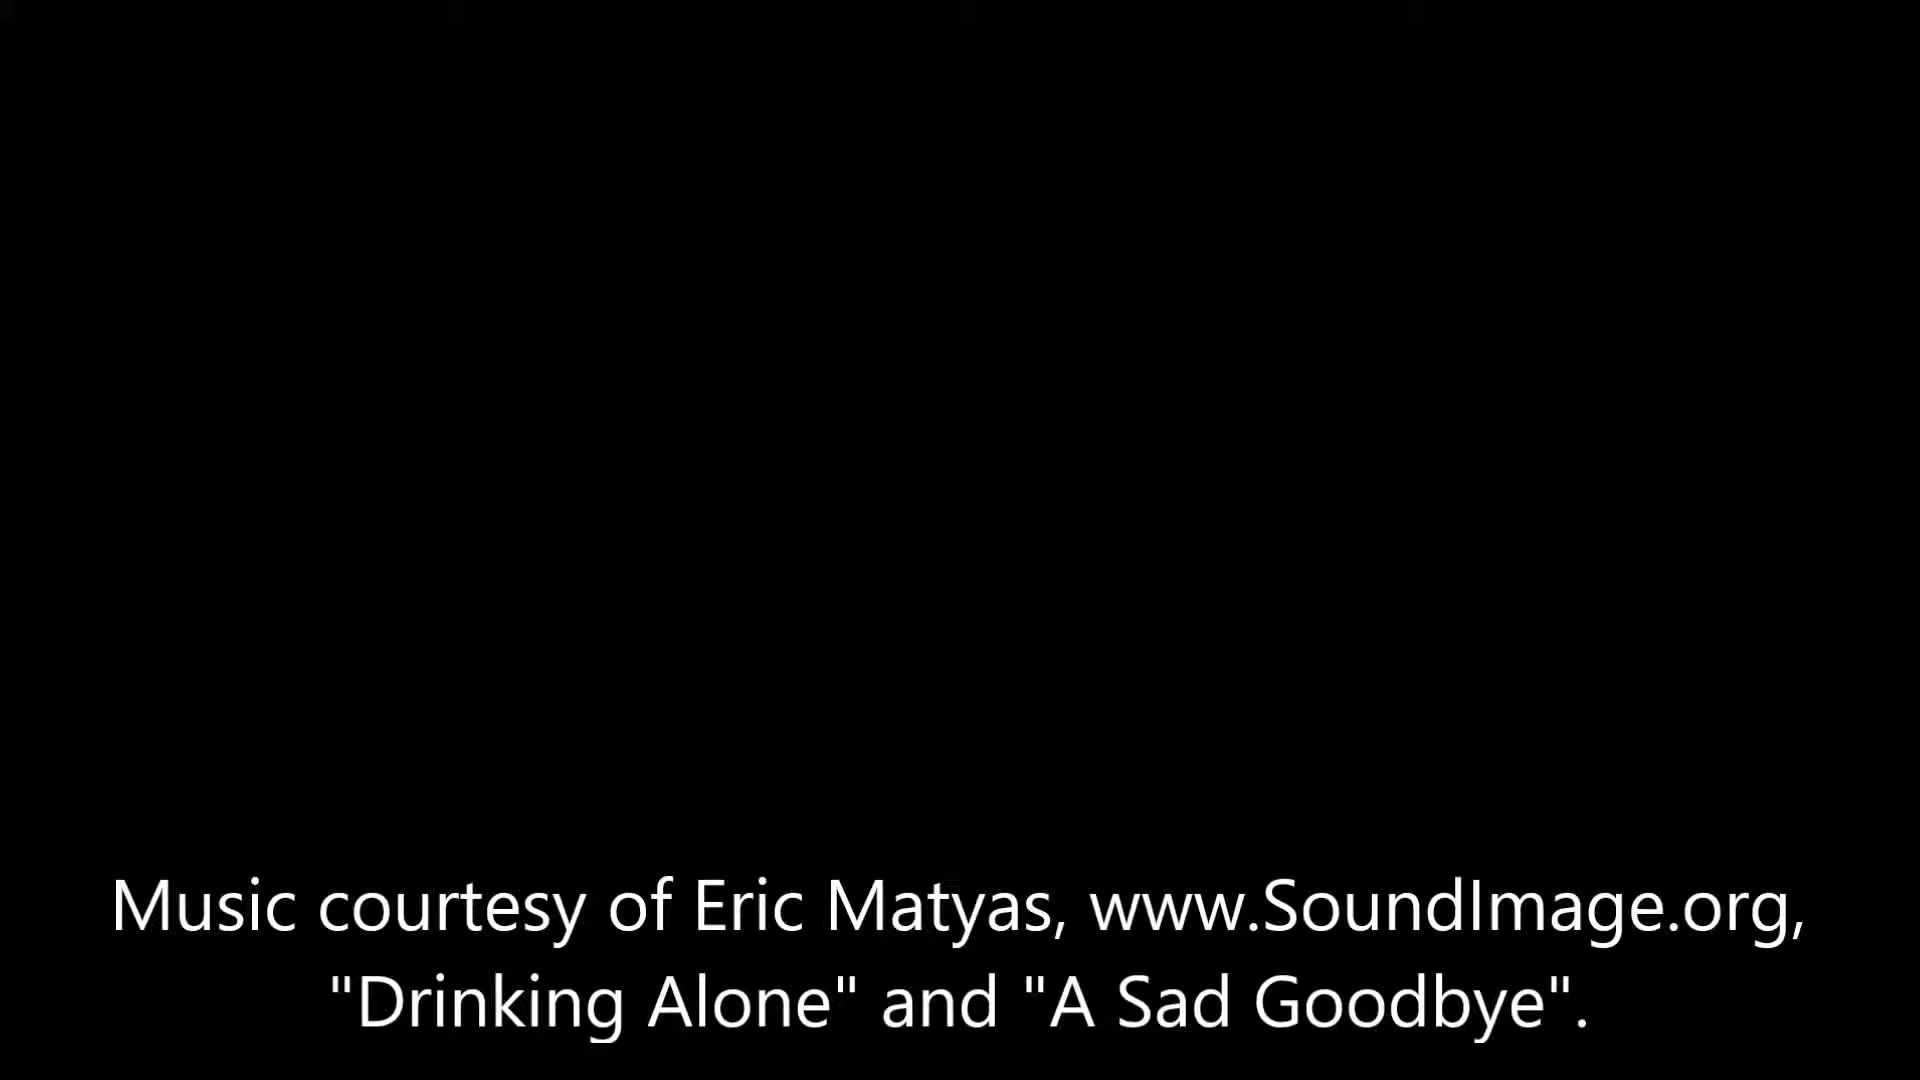 Music courtesy of Eric Matyas, www.SoundImage.org,
"Drinking Alone" and "A Sad Goodbye".